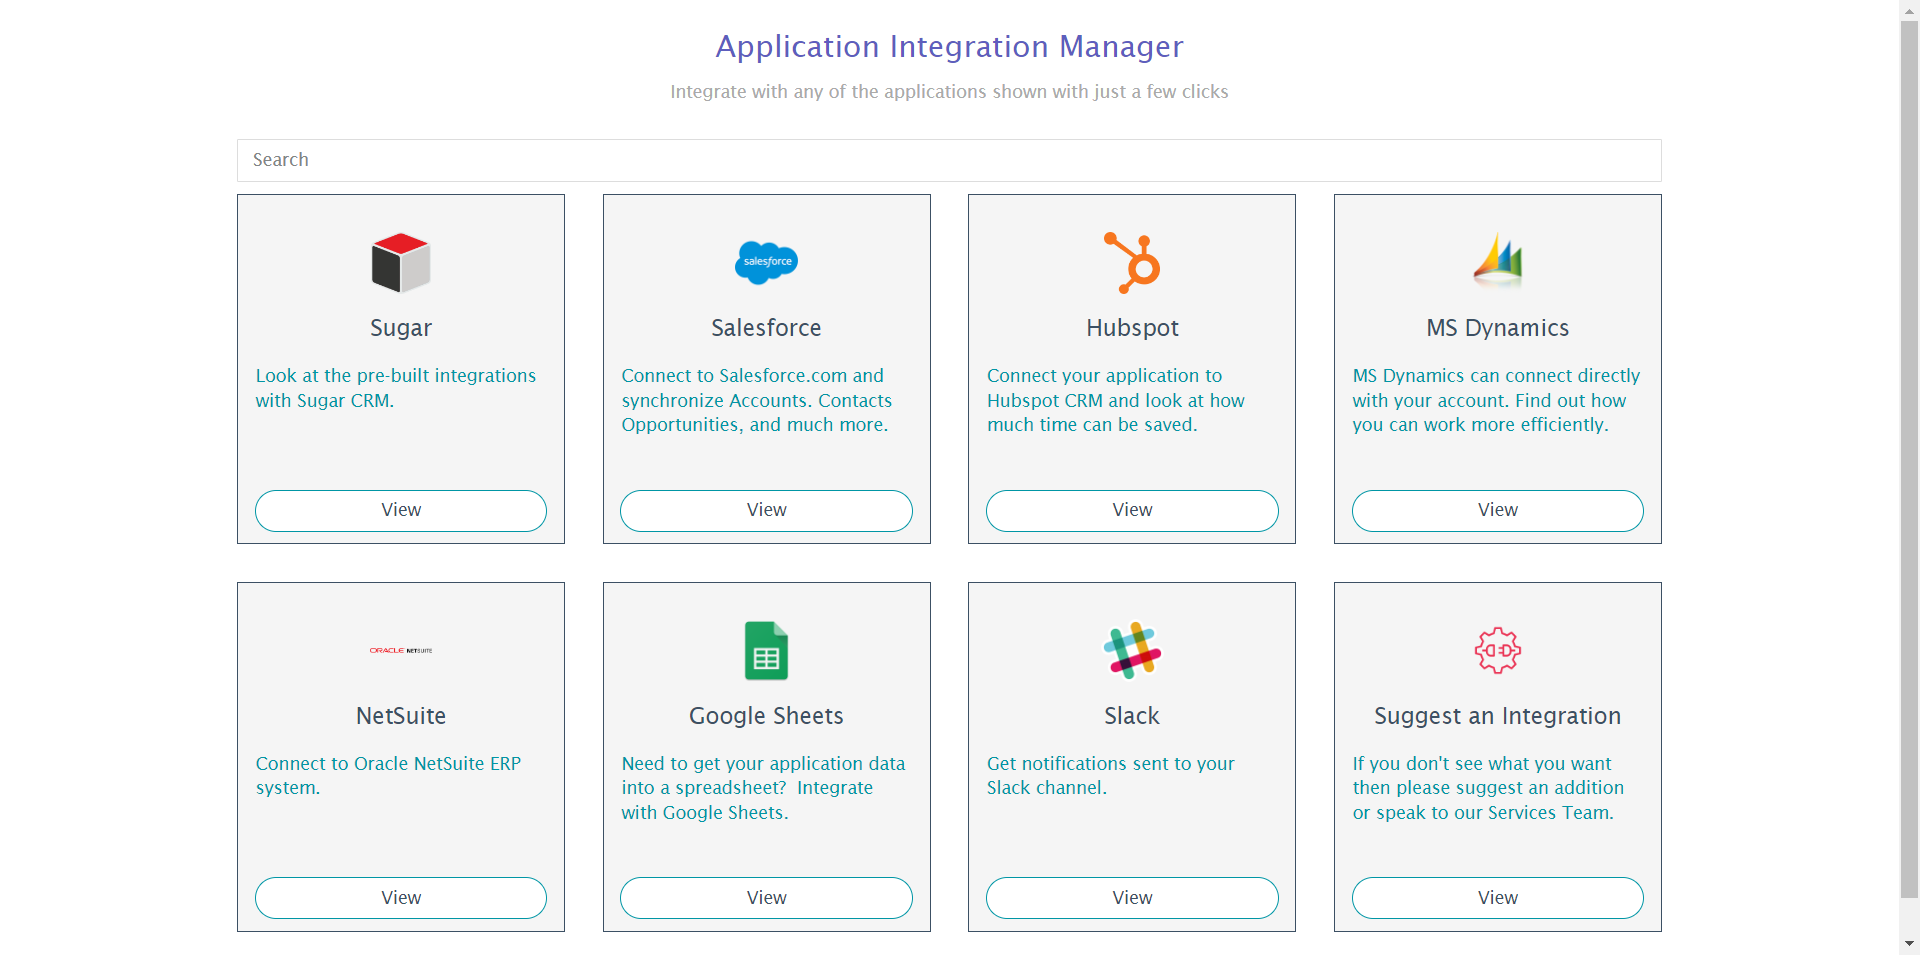 Application Integration Manager
Integrate with any of the applications shown with just a few clicks
Search
Sugar
Look at the pre-built integrations
with Sugar CRM.
View
salesforce
Salesforce
Connect to Salesforce.com and
synchronize Accounts. Contacts
Opportunities, and much more.
View
Hubspot
Connect your application to
Hubspot CRM and look at how
much time can be saved.
View
MS Dynamics
MS Dynamics can connect directly
with your account. Find out how
you can work more efficiently.
View
ORACLE NETSUITE
NetSuite
Connect to Oracle NetSuite ERP
system.
View
Google Sheets
Need to get your application data
into a spreadsheet?  Integrate
with Google Sheets.
View
Slack
Get notifications sent to your
Slack channel.
View
Suggest an Integration
If you don't see what you want
then please suggest an addition
or speak to our Services Team.
View